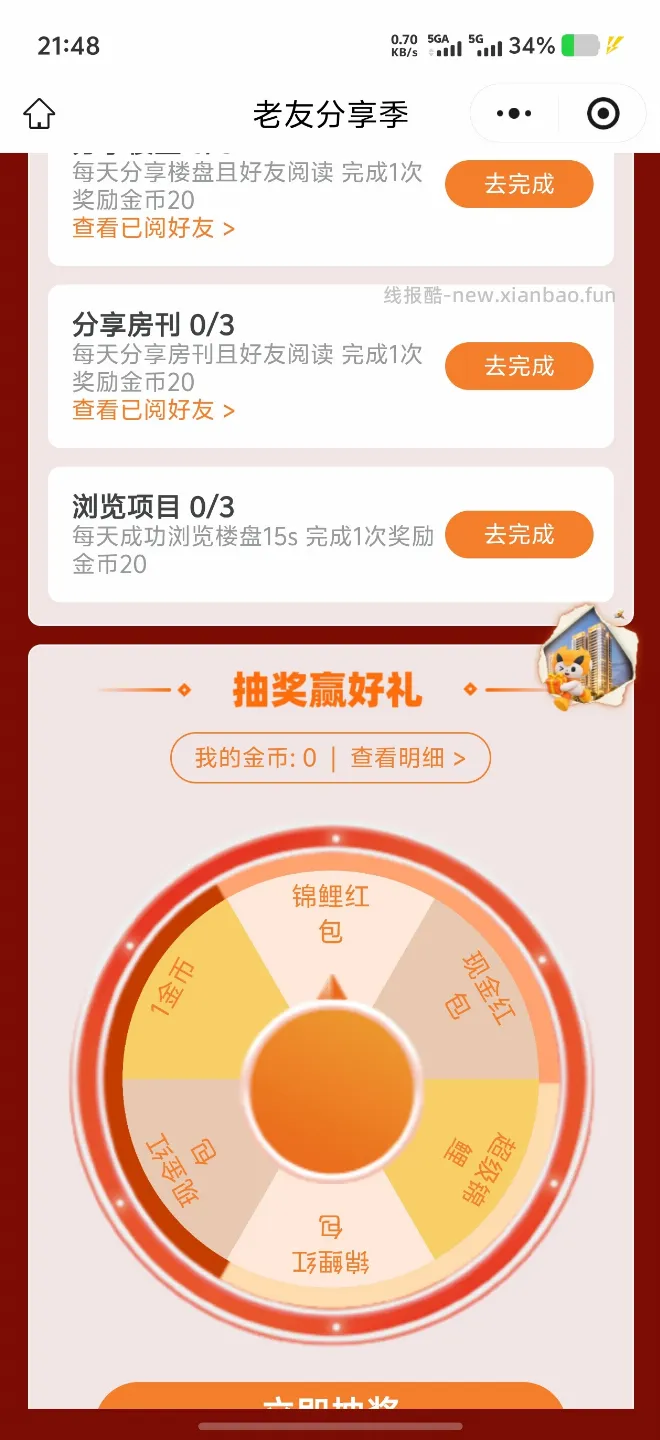 21:48
0.70 KB/s 5GA 5G 34%
老友分享季
每天分享楼盘且好友阅读 完成1次
奖励金币20
查看已阅好友 >
去完成
线报酷-new.xianbao.fun
分享房刊 0/3
每天分享房刊且好友阅读 完成1次
奖励金币20
查看已阅好友 >
去完成
浏览项目 0/3
每天成功浏览楼盘15s 完成1次奖励
金币20
去完成
抽奖赢好礼
我的金币: 0 | 查看明细 >
锦鲤红
包
现金红
包
超级锦
鲤
锦鲤红
包
现金红
包
1金币
立即抽奖